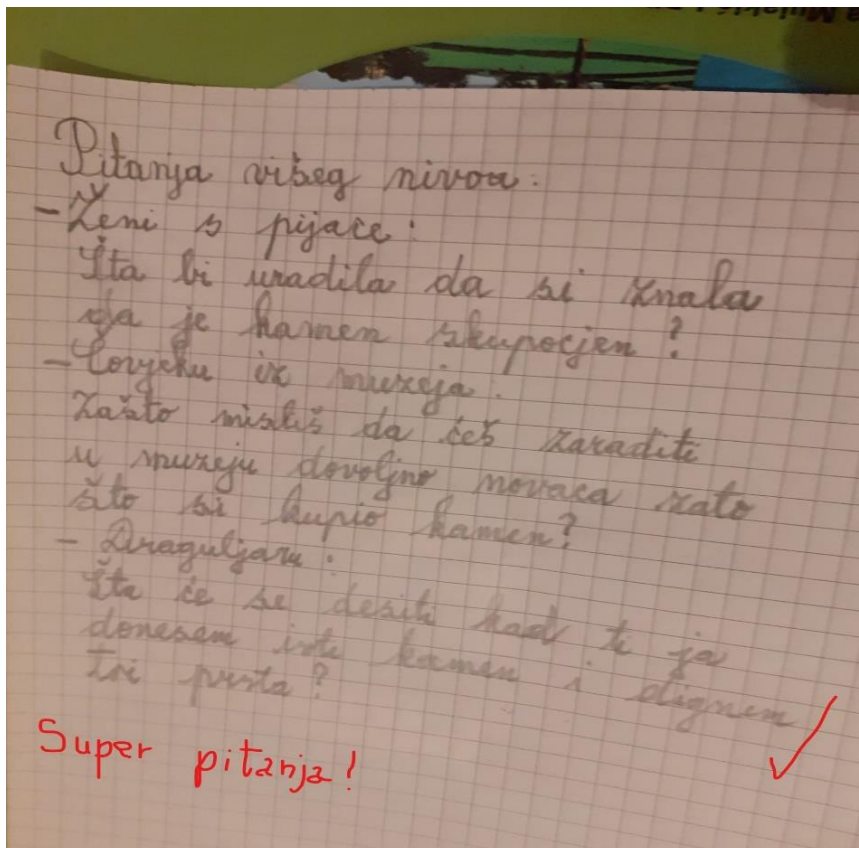 Pitanja višeg nivoa:
- Ženi s pijace:
Šta bi uradila da si znala
da je kamen skupocjen?
- Čovjeku iz muzeja:
Zašto misliš da ćeš zaraditi
u muzeju dovoljno novaca zato
što si kupio kamen?
- Draguljaru:
Šta će se desiti kad ti ja
donesem isti kamen i dignem
tri prsta?
Super pitanja!